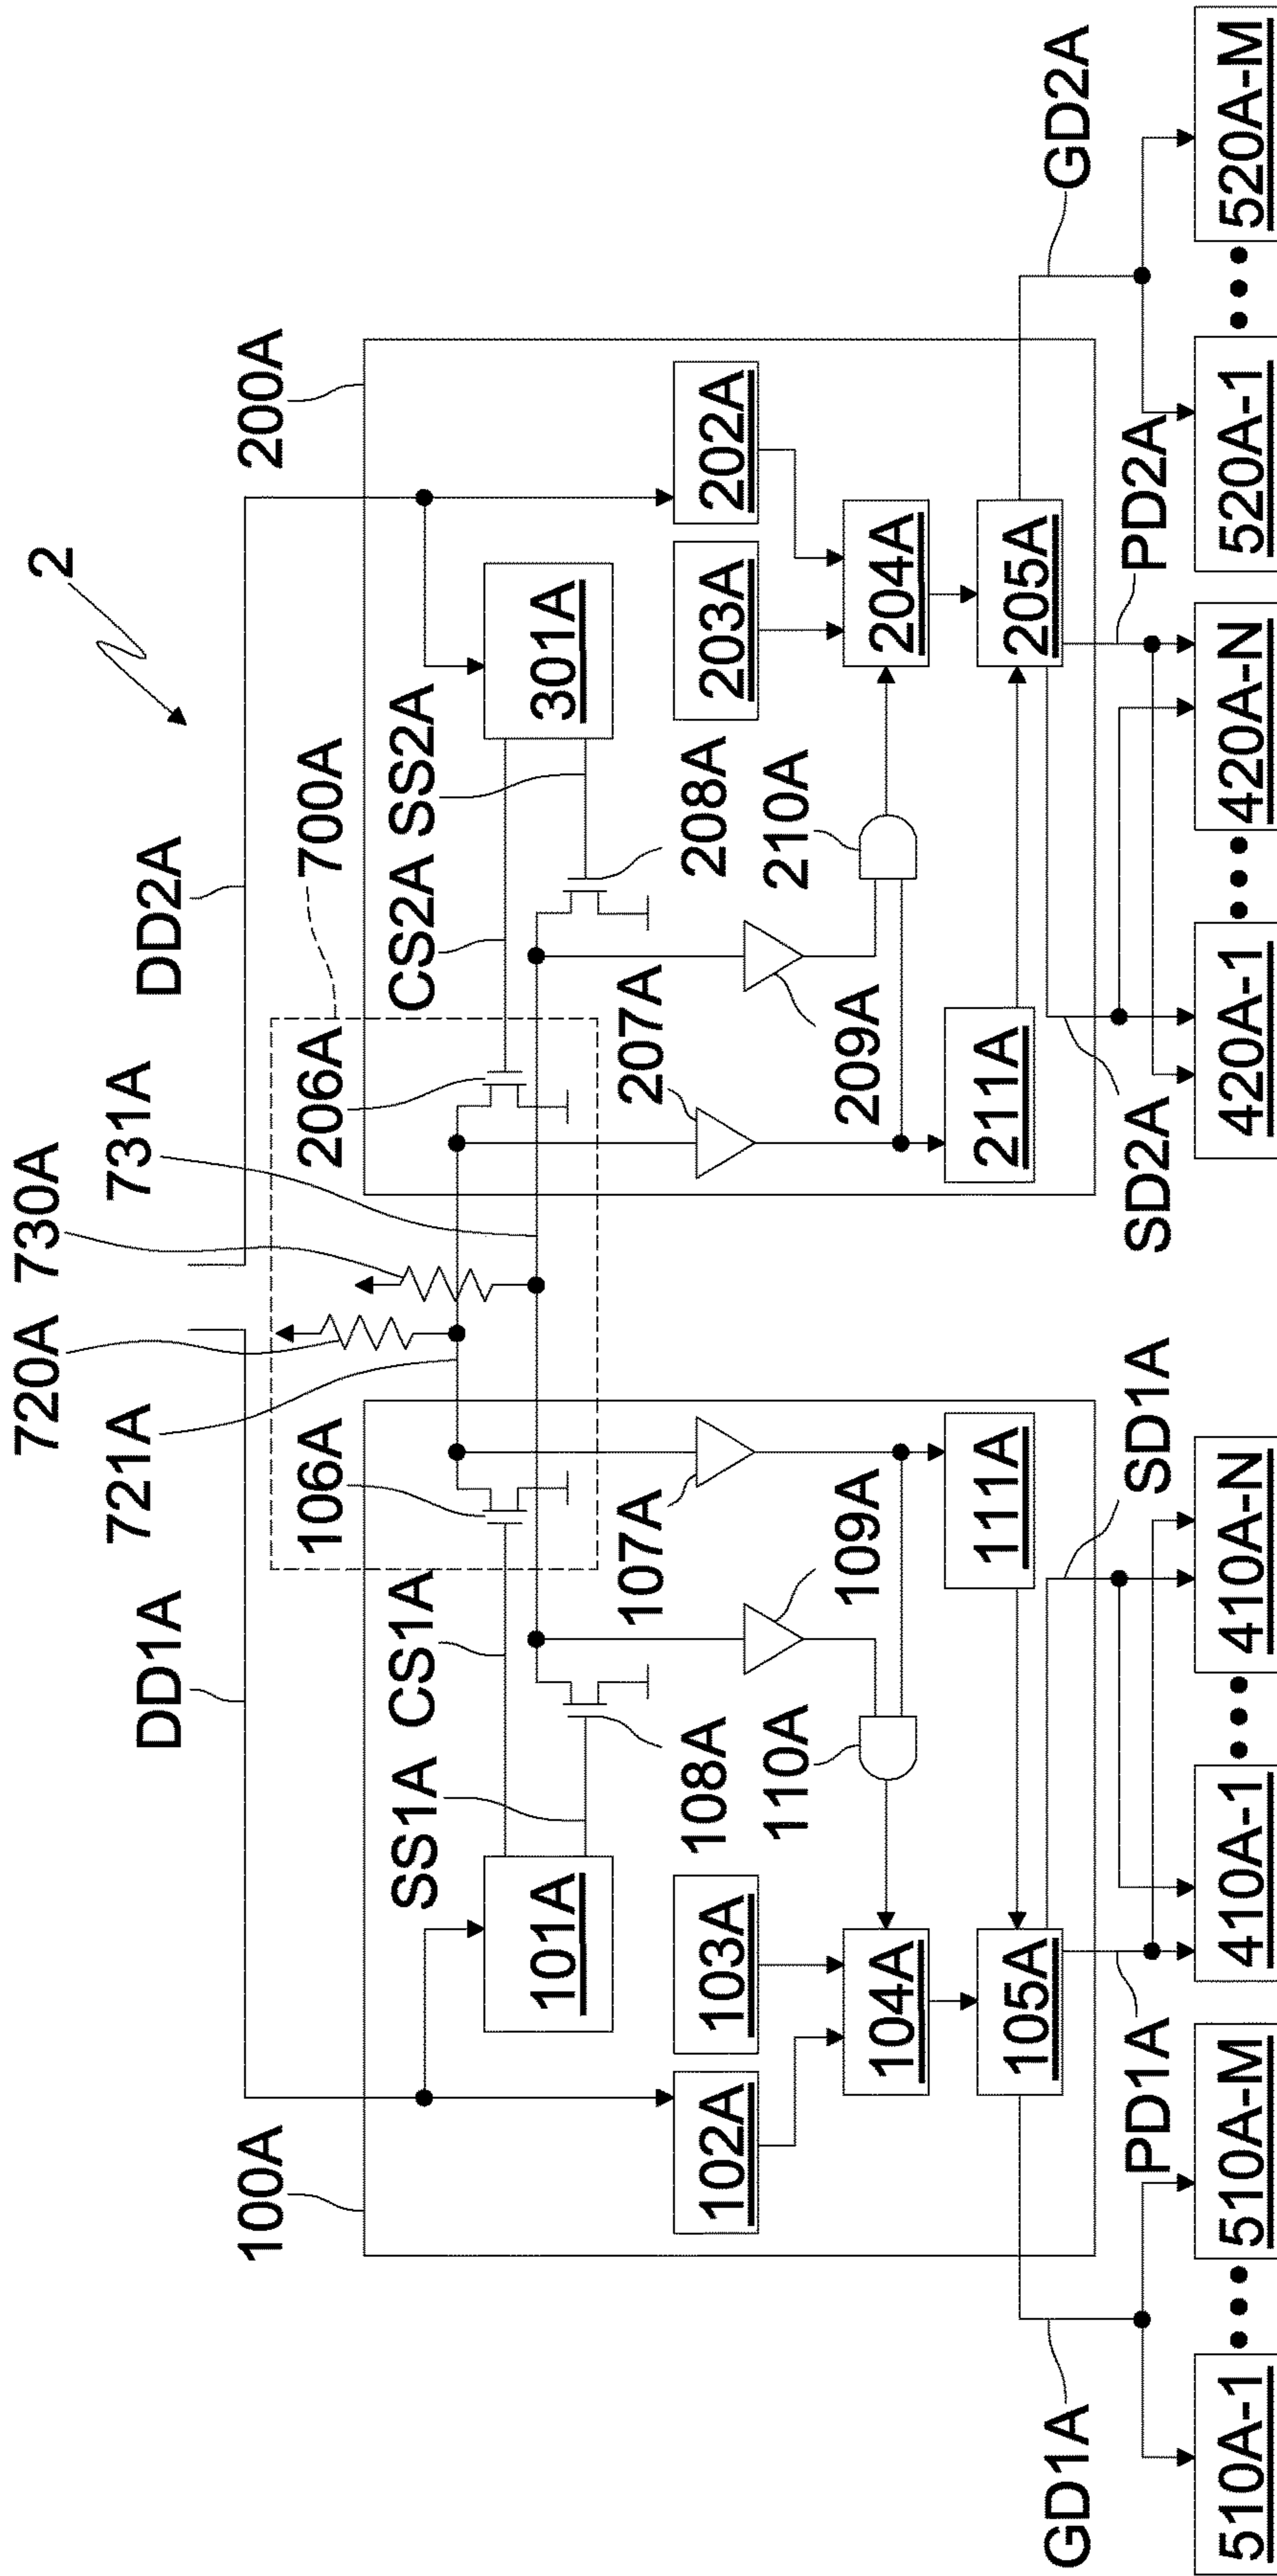 2
DD1A
DD2A
720A
730A
721A
731A
100A
200A
700A
106A
206A
SS1A
CS1A
CS2A
SS2A
101A
301A
108A
208A
107A
207A
102A
103A
203A
202A
110A
210A
109A
209A
104A
204A
111A
211A
105A
205A
GD1A
PD1A
SD1A
SD2A
PD2A
GD2A
510A-1
510A-M
410A-1
410A-N
420A-1
420A-N
520A-1
520A-M